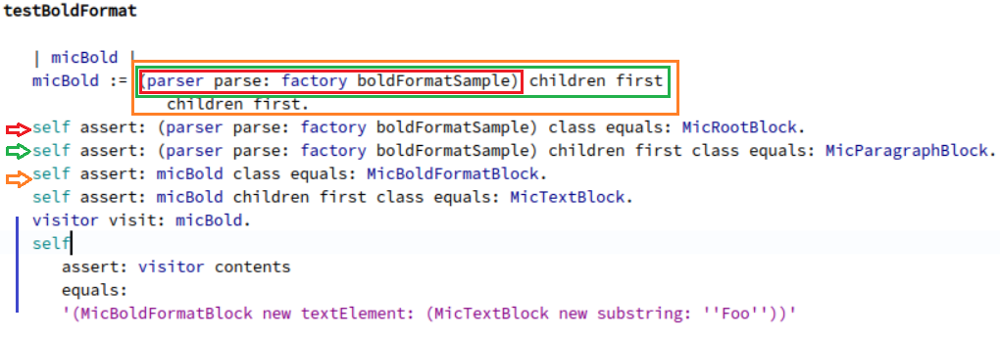 testBoldFormat
| micBold |
micBold := (parser parse: factory boldFormatSample) children first
children first.
self assert: (parser parse: factory boldFormatSample) class equals: MicRootBlock.
self assert: (parser parse: factory boldFormatSample) children first class equals: MicParagraphBlock.
self assert: micBold class equals: MicBoldFormatBlock.
self assert: micBold children first class equals: MicTextBlock.
visitor visit: micBold.
self
assert: visitor contents
equals:
'(MicBoldFormatBlock new textElement: (MicTextBlock new substring: ''Foo''))'